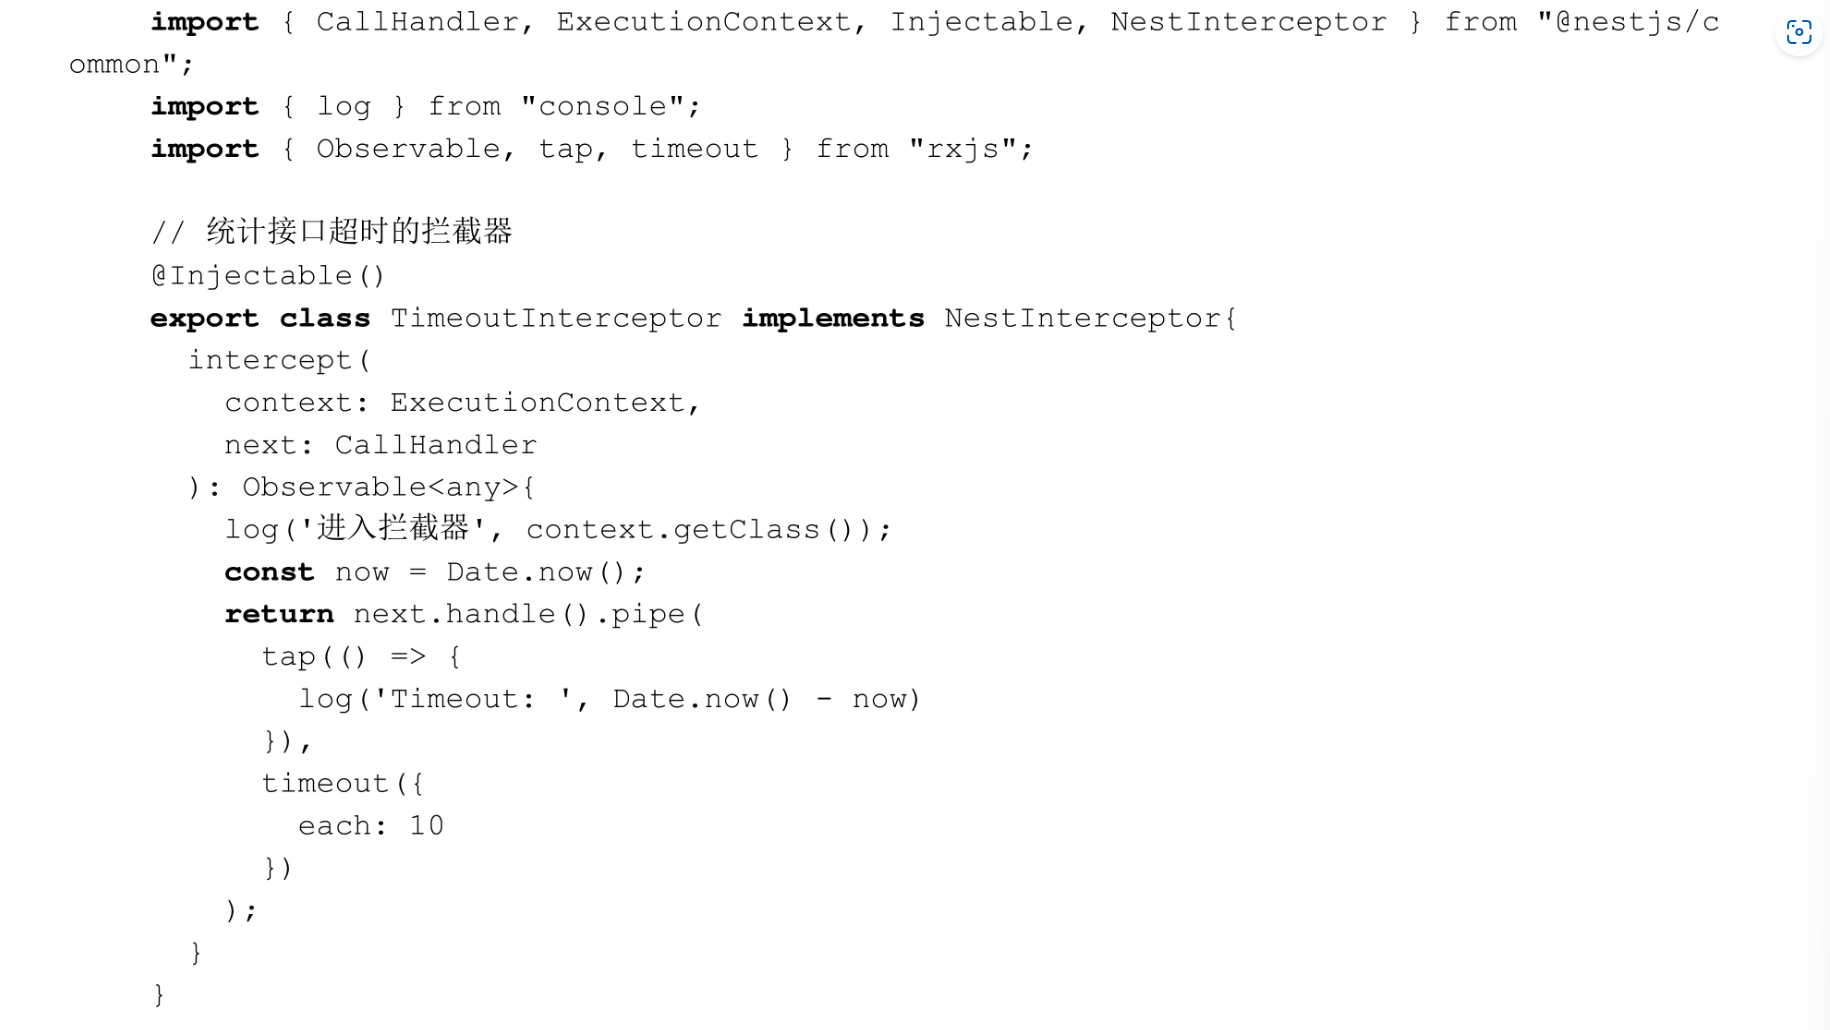 import { CallHandler, ExecutionContext, Injectable, NestInterceptor } from "@nestjs/c
ommon";
import { log } from "console";
import { Observable, tap, timeout } from "rxjs";
// 统计接口超时的拦截器
@Injectable()
export class TimeoutInterceptor implements NestInterceptor{
intercept(
context: ExecutionContext,
next: CallHandler
): Observable<any>{
log('进入拦截器', context.getClass());
const now = Date.now();
return next.handle().pipe(
tap(() => {
log('Timeout: ', Date.now() - now)
}),
timeout({
each: 10
})
);
}
}